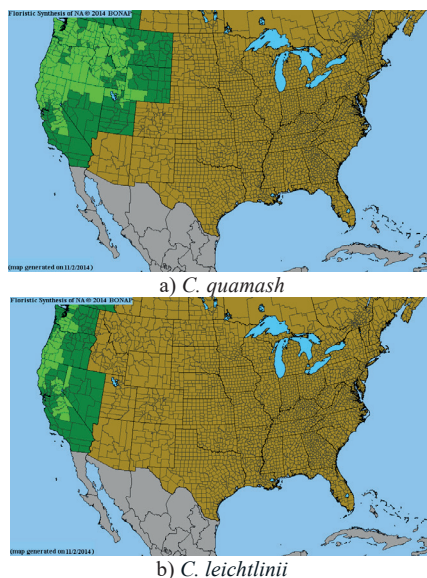 Floristic Synthesis of NA © 2014 BONAP
(map generated on 11/2/2014 )
a) C. quamash
Floristic Synthesis of NA © 2014 BONAP
(map generated on 11/2/2014 )
b) C. leichtlinii